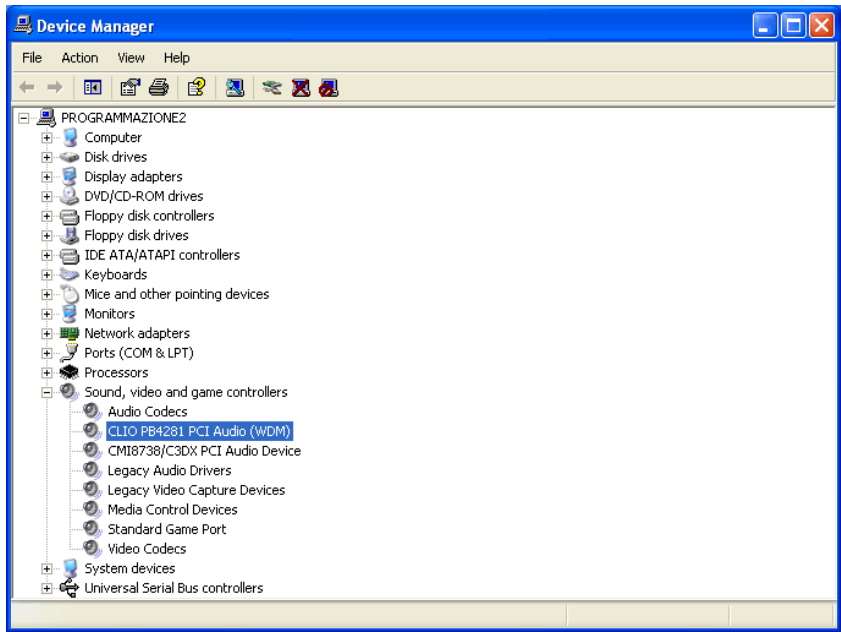 Device Manager
File Action View Help
PROGRAMMAZIONE2
Computer
Disk drives
Display adapters
DVD/CD-ROM drives
Floppy disk controllers
Floppy disk drives
IDE ATA/ATAPI controllers
Keyboards
Mice and other pointing devices
Monitors
Network adapters
Ports (COM & LPT)
Processors
Sound, video and game controllers
Audio Codecs
CLIO PB4281 PCI Audio (WDM)
CMI8738/C3DX PCI Audio Device
Legacy Audio Drivers
Legacy Video Capture Devices
Media Control Devices
Standard Game Port
Video Codecs
System devices
Universal Serial Bus controllers